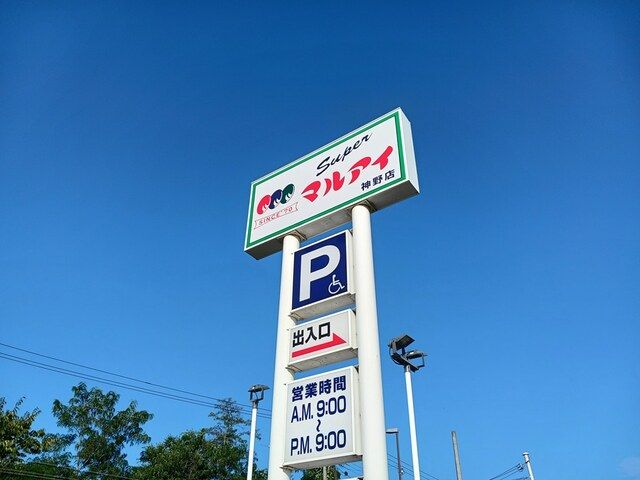 Super
マルアイ
SINCE '70
神野店
P
出入口
営業時間
A.M. 9:00
～
P.M. 9:00